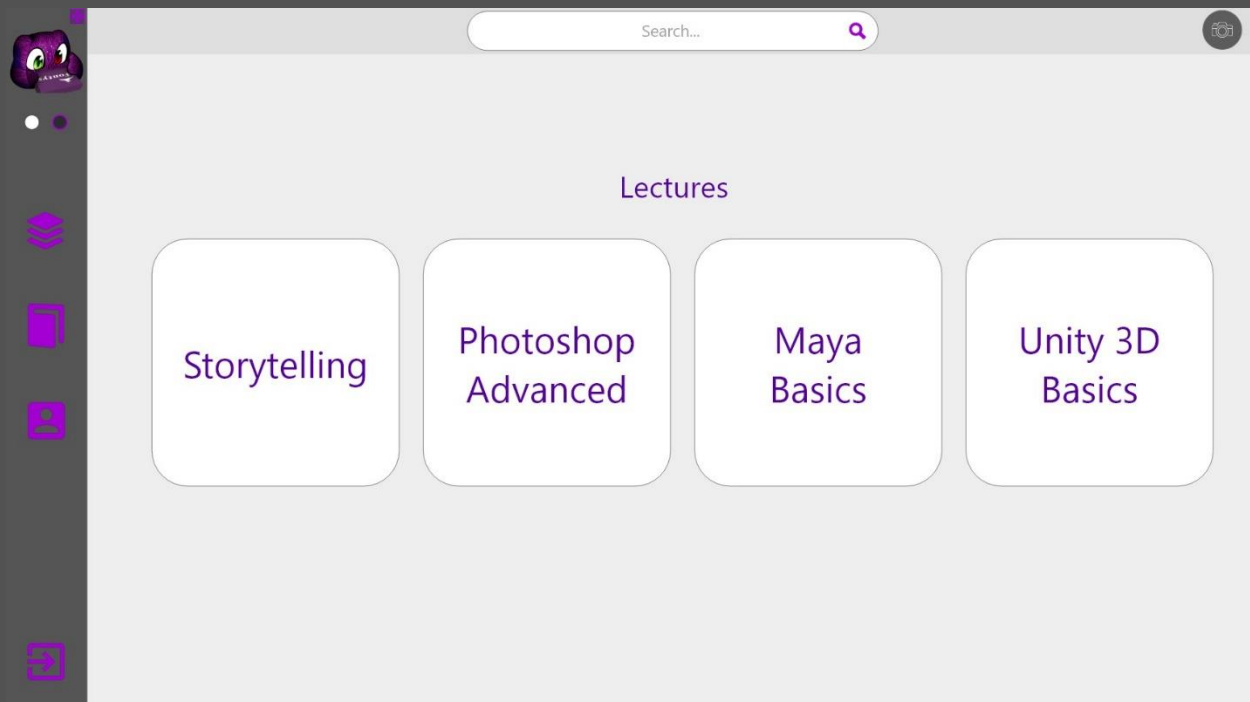 Search...
Lectures
Storytelling
Photoshop
Advanced
Maya
Basics
Unity 3D
Basics